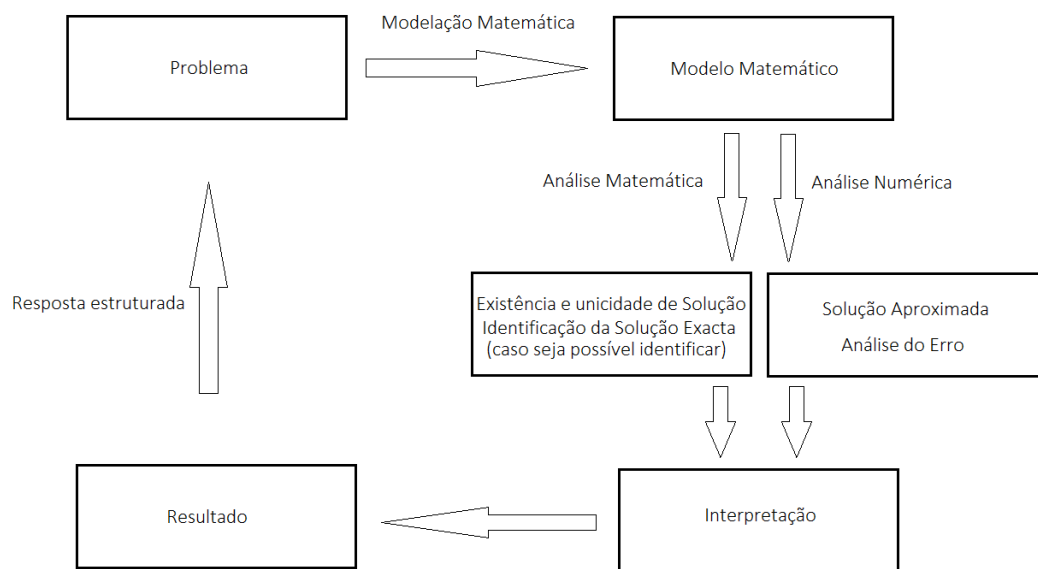 Modelação Matemática
Problema
Modelo Matemático
Análise Matemática
Análise Numérica
Existência e unicidade de Solução
Identificação da Solução Exacta
(caso seja possível identificar)
Solução Aproximada
Análise do Erro
Resposta estruturada
Resultado
Interpretação